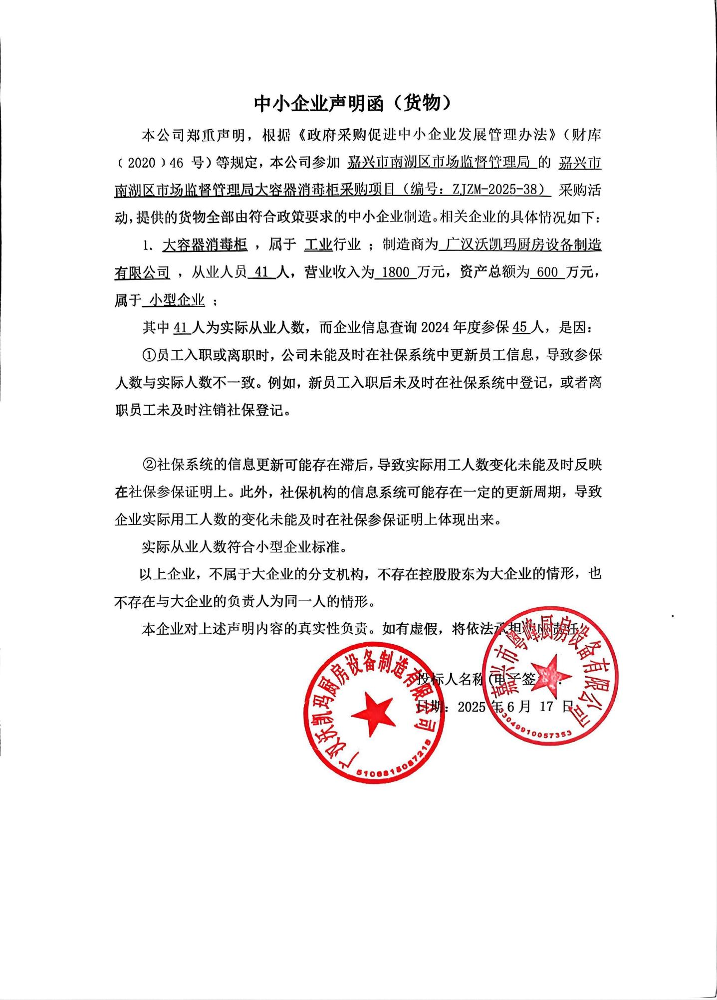 中小企业声明函（货物）
本公司郑重声明，根据《政府采购促进中小企业发展管理办法》（财库
﹝2020﹞46 号）等规定，本公司参加 嘉兴市南湖区市场监督管理局 的 嘉兴市
南湖区市场监督管理局大容器消毒柜采购项目（编号：ZJZM-2025-38） 采购活
动，提供的货物全部由符合政策要求的中小企业制造。相关企业的具体情况如下：
1. 大容器消毒柜 ，属于 工业行业 ；制造商为 广汉沃凯玛厨房设备制造
有限公司 ，从业人员 41 人，营业收入为 1800 万元，资产总额为 600 万元，
属于 小型企业 ；
其中 41 人为实际从业人数，而企业信息查询 2024 年度参保 45 人，是因：
①员工入职或离职时，公司未能及时在社保系统中更新员工信息，导致参保
人数与实际人数不一致。例如，新员工入职后未及时在社保系统中登记，或者离
职员工未及时注销社保登记。
②社保系统的信息更新可能存在滞后，导致实际用工人数变化未能及时反映
在社保参保证明上。此外，社保机构的信息系统可能存在一定的更新周期，导致
企业实际用工人数的变化未能及时在社保参保证明上体现出来。
实际从业人数符合小型企业标准。
以上企业，不属于大企业的分支机构，不存在控股股东为大企业的情形，也
不存在与大企业的负责人为同一人的情形。
本企业对上述声明内容的真实性负责。如有虚假，将依法承担相应责任
投标人名称（电子签
日期：2025 年 6 月 17 日
广汉沃凯玛厨房设备制造有限公司
嘉兴市粤峰厨房设备有限公司
33049910057353